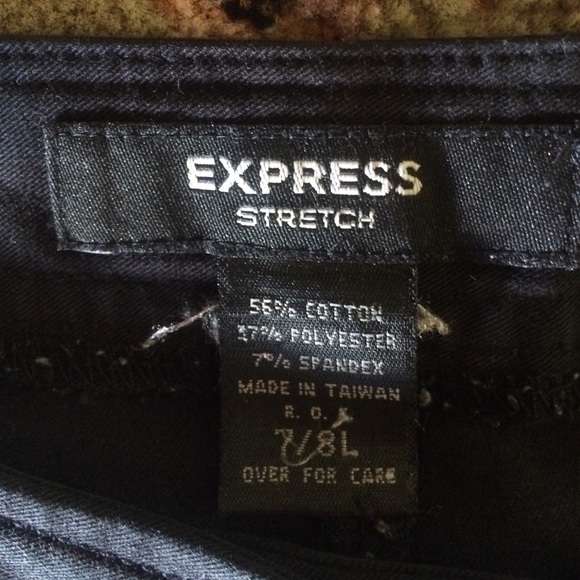 EXPRESS
STRETCH
56% COTTON
37% POLYESTER
7% SPANDEX
MADE IN TAIWAN
R. O.
7/8L
OVER FOR CARE